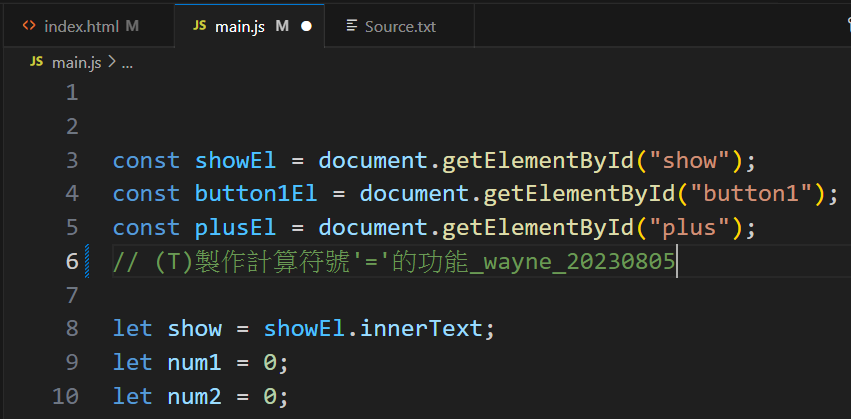 index.html M
JS main.js M
Source.txt
JS main.js > ...
1
2
3 const showEl = document.getElementById("show");
4 const button1El = document.getElementById("button1");
5 const plusEl = document.getElementById("plus");
6 // (T)製作計算符號'='的功能_wayne_20230805
7
8 let show = showEl.innerText;
9 let num1 = 0;
10 let num2 = 0;